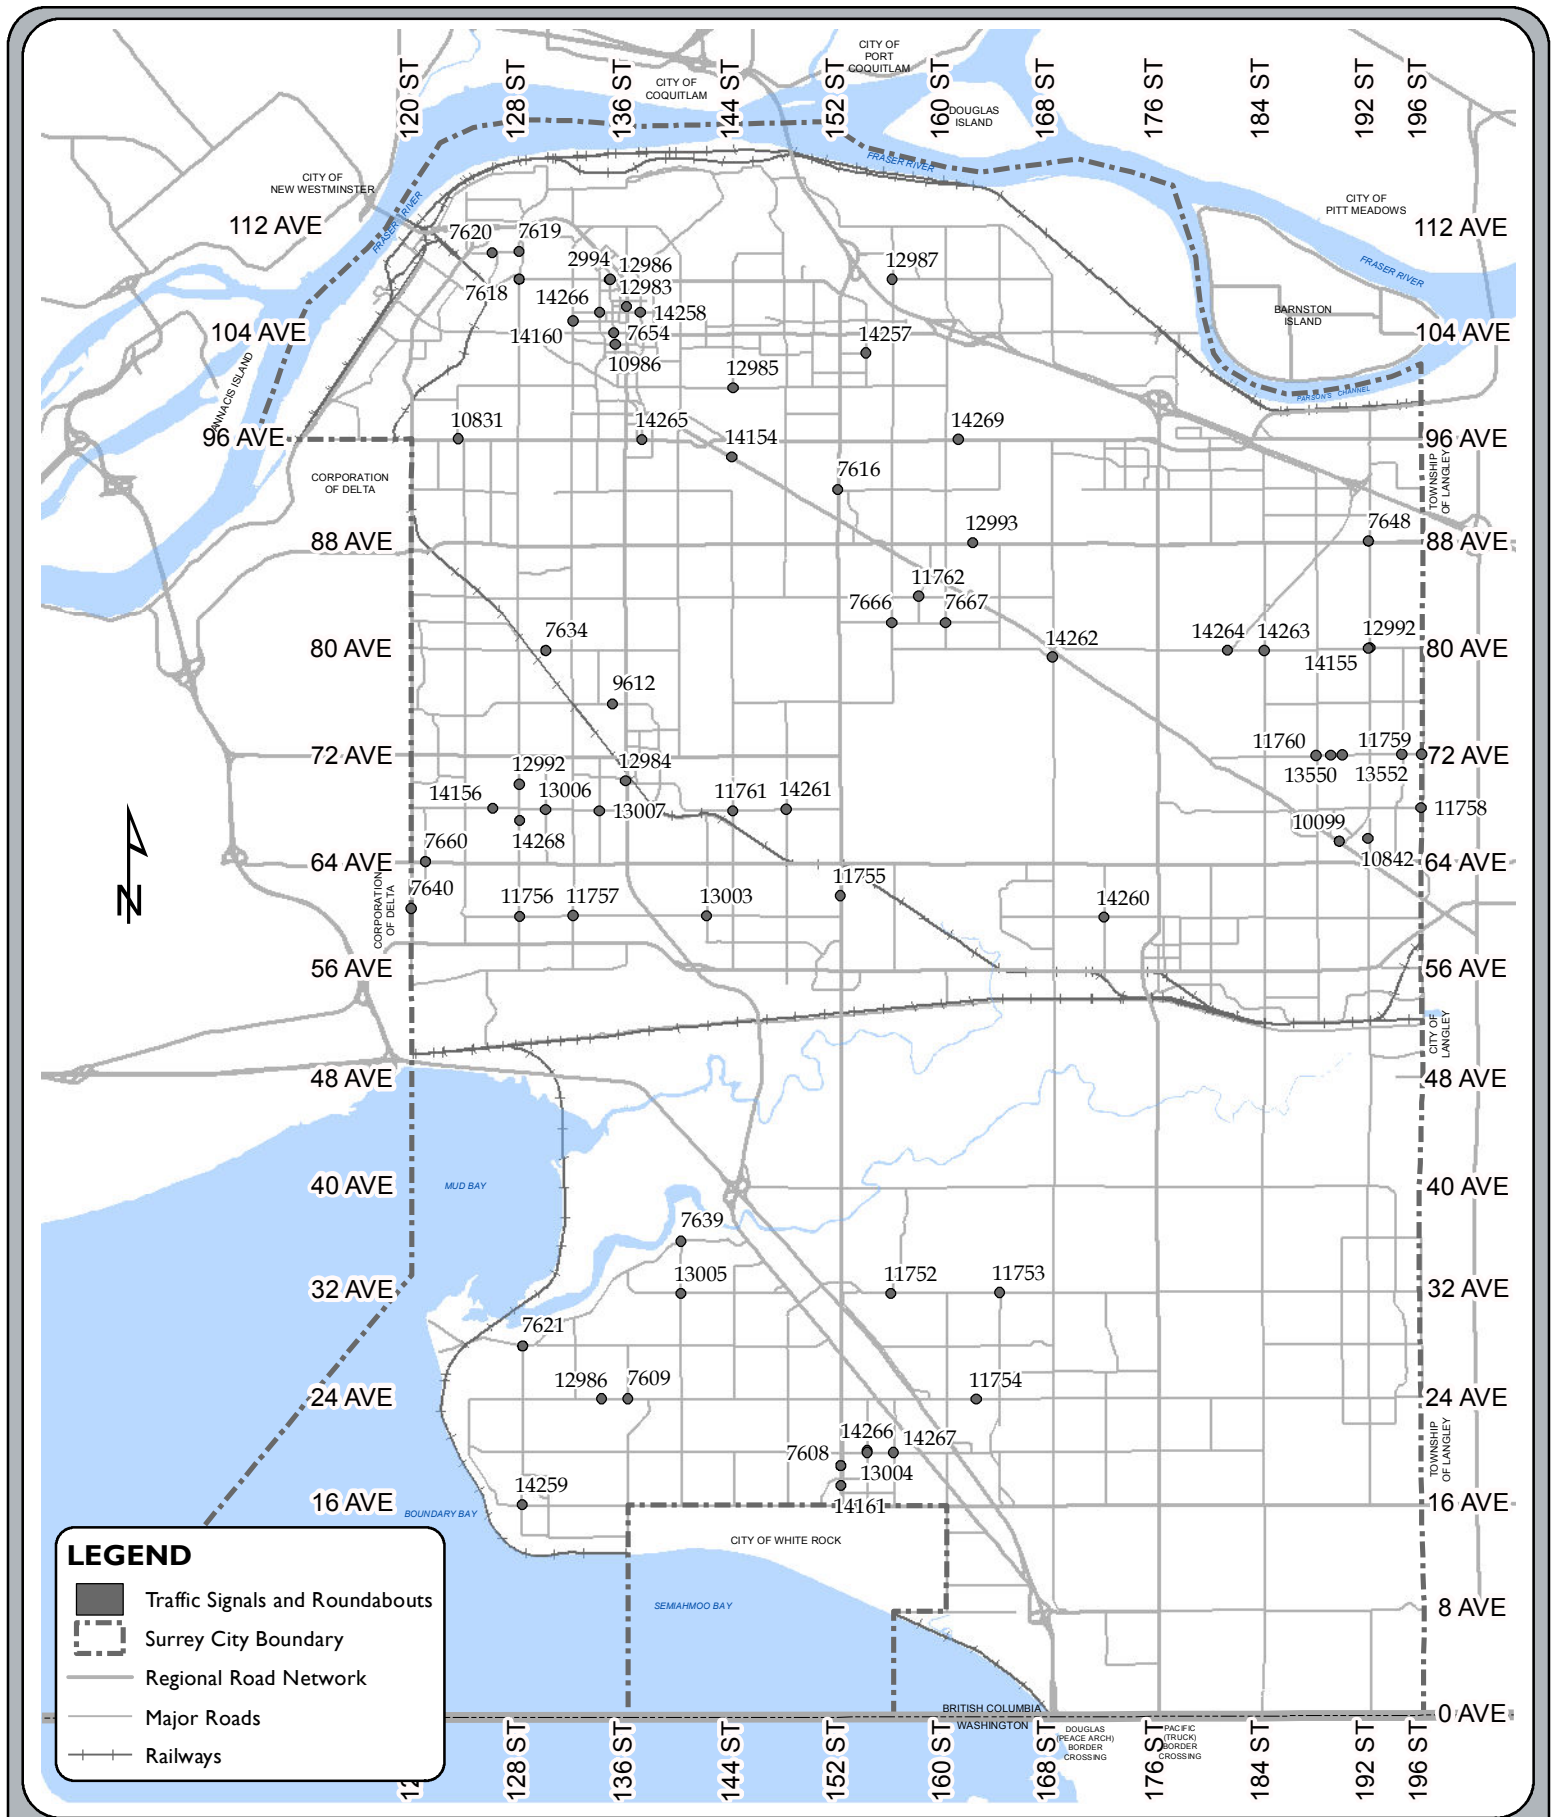 120 ST
128 ST
136 ST
144 ST
152 ST
160 ST
168 ST
176 ST
184 ST
192 ST
196 ST
CITY OF
COQUITLAM
CITY OF
PORT
COQUITLAM
DOUGLAS
ISLAND
FRASER RIVER
CITY OF
NEW WESTMINSTER
FRASER RIVER
CITY OF
PITT MEADOWS
FRASER RIVER
BARNSTON
ISLAND
PARSON'S CHANNEL
ANNACIS ISLAND
112 AVE
112 AVE
7620
7619
7618
2994
12986
12983
14266
14258
14160
7654
10986
12987
14257
12985
104 AVE
104 AVE
10831
14265
14154
14269
96 AVE
96 AVE
CORPORATION
OF DELTA
TOWNSHIP
OF LANGLEY
7616
12993
7648
88 AVE
88 AVE
11762
7666
7667
7634
14262
14264
14263
12992
14155
80 AVE
80 AVE
9612
72 AVE
72 AVE
11760
11759
13550
13552
12992
12984
14156
13006
13007
11761
14261
14268
11758
10099
10842
7660
64 AVE
64 AVE
7640
CORPORATION
OF DELTA
11756
11757
13003
11755
14260
56 AVE
56 AVE
CITY OF
LANGLEY
48 AVE
48 AVE
40 AVE
40 AVE
MUD BAY
7639
13005
11752
11753
32 AVE
32 AVE
7621
12986
7609
11754
24 AVE
24 AVE
14266
14267
7608
13004
14161
14259
TOWNSHIP
OF LANGLEY
16 AVE
16 AVE
BOUNDARY BAY
CITY OF WHITE ROCK
SEMIAHMOO BAY
8 AVE
0 AVE
BRITISH COLUMBIA
WASHINGTON
DOUGLAS
(PEACE ARCH)
BORDER
CROSSING
PACIFIC
(TRUCK)
BORDER
CROSSING
N
LEGEND
Traffic Signals and Roundabouts
Surrey City Boundary
Regional Road Network
Major Roads
Railways
128 ST
136 ST
144 ST
152 ST
160 ST
168 ST
176 ST
184 ST
192 ST
196 ST